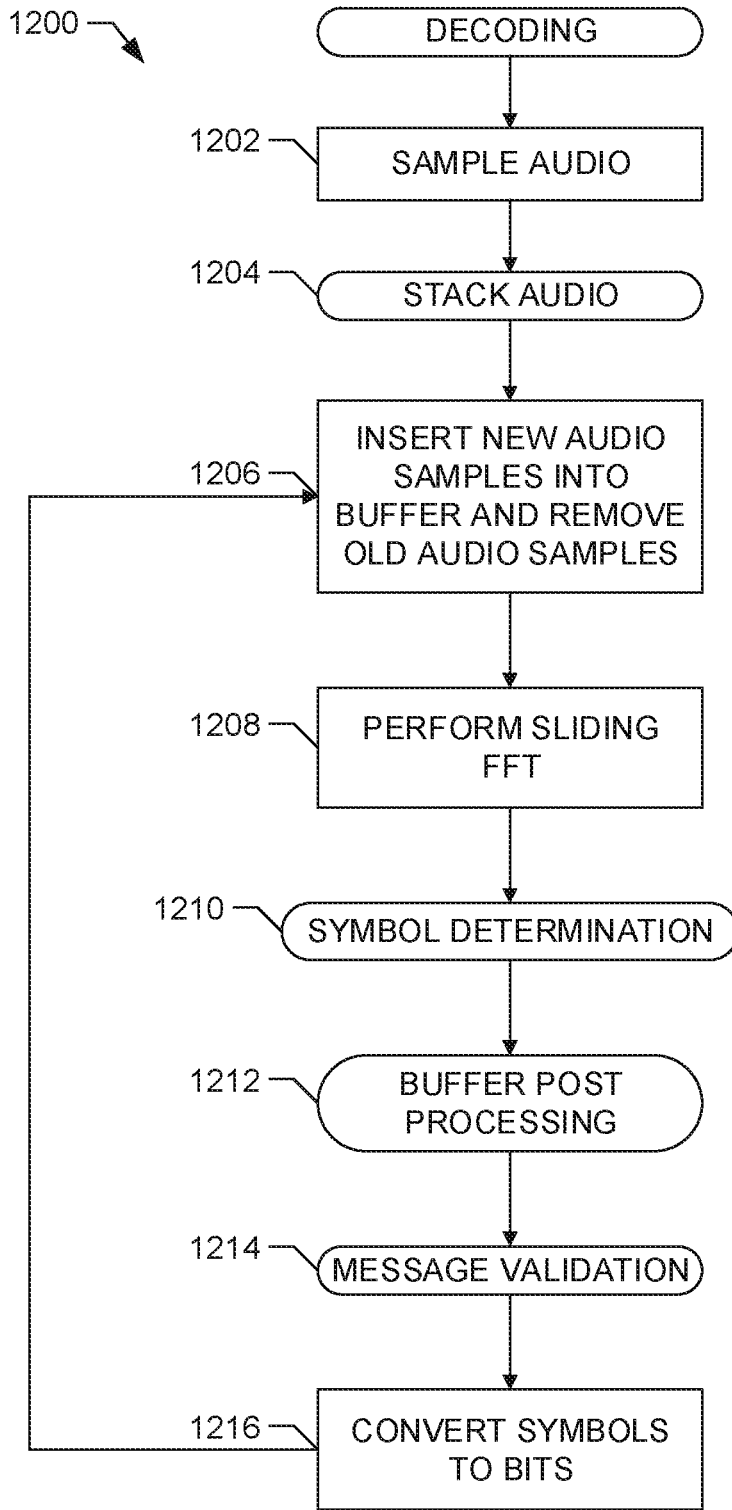 1200
DECODING
1202
SAMPLE AUDIO
1204
STACK AUDIO
1206
INSERT NEW AUDIO
SAMPLES INTO
BUFFER AND REMOVE
OLD AUDIO SAMPLES
1208
PERFORM SLIDING
FFT
1210
SYMBOL DETERMINATION
1212
BUFFER POST
PROCESSING
1214
MESSAGE VALIDATION
1216
CONVERT SYMBOLS
TO BITS